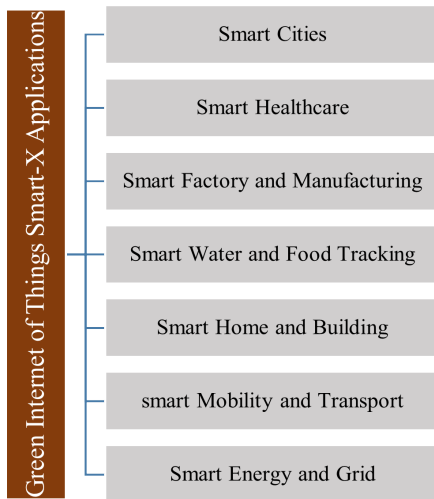 Green Internet of Things Smart-X Applications
Smart Cities
Smart Healthcare
Smart Factory and Manufacturing
Smart Water and Food Tracking
Smart Home and Building
smart Mobility and Transport
Smart Energy and Grid